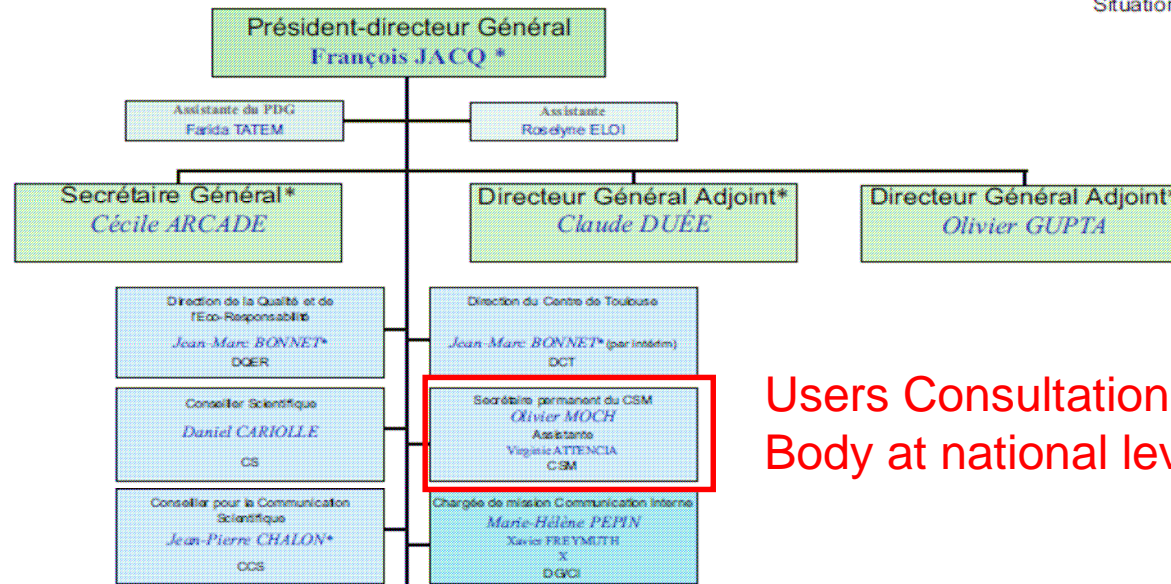 Situation
Président-directeur Général
François JACQ *
Assistante du PDG
Farida TATEM
Assistante
Roselyne ELOI
Secrétaire Général*
Cécile ARCADE
Directeur Général Adjoint*
Claude DUÉE
Directeur Général Adjoint*
Olivier GUPTA
Direction de la Qualité et de
l'Eco-Responsabilité
Jean-Marc BONNET*
DQER
Direction du Centre de Toulouse
Jean-Marc BONNET* (par intérim)
DCT
Conseiller Scientifique
Daniel CARIOLLE
CS
Secrétaire permanent du CSM
Olivier MOCH
Assistante
Virginie ATTENCIA
CSM
Users Consultation
Body at national lev
Conseiller pour la Communication
Scientifique
Jean-Pierre CHALON*
CCS
Chargée de mission Communication Interne
Marie-Hélène PEPIN
Xavier FREYMUTH
X
DG/CI